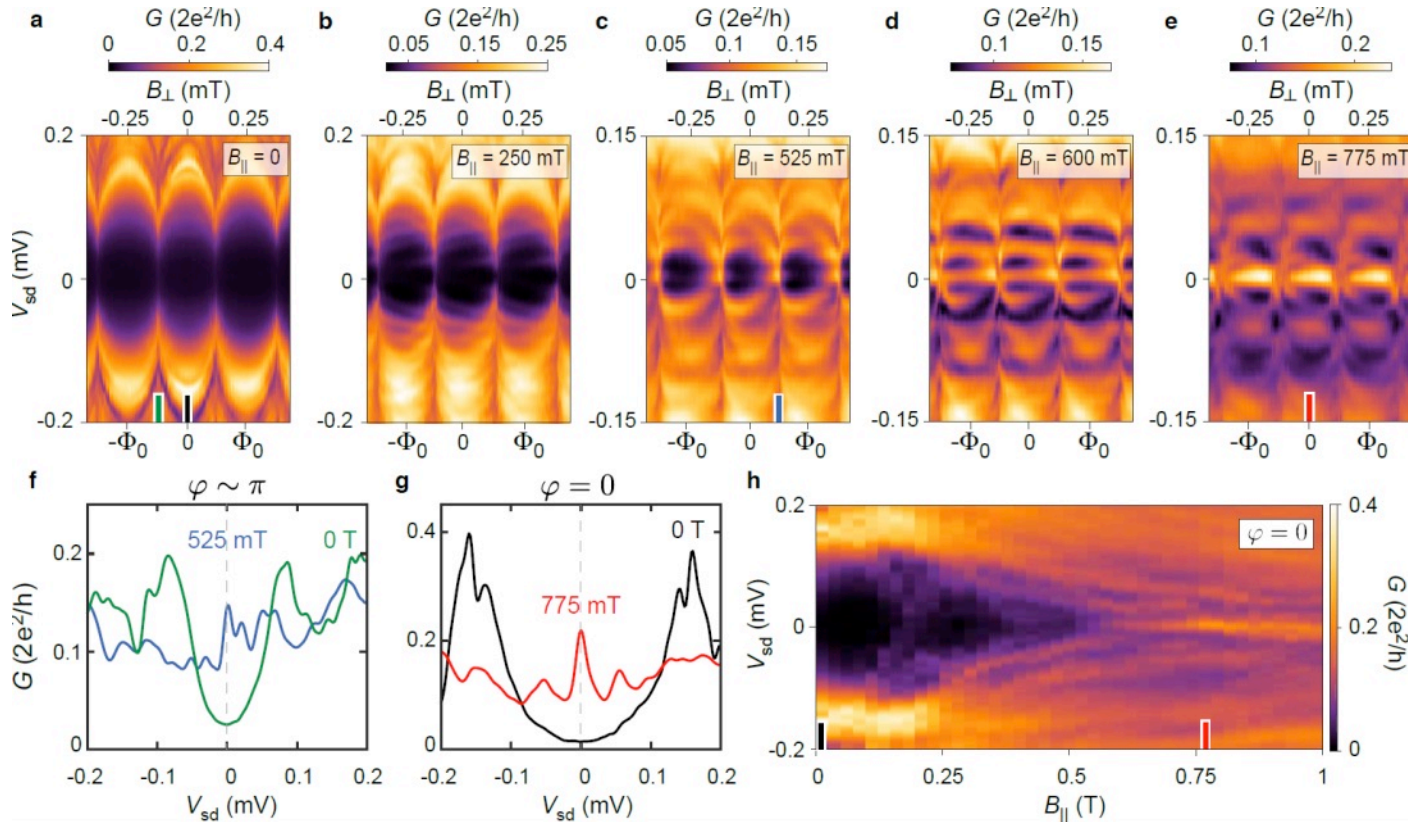 a
G (2e²/h)
0 0.2 0.4
B⊥ (mT)
-0.25 0 0.25
0.2
B|| = 0
V_sd (mV)
0
-0.2
-Φ₀ 0 Φ₀
b
G (2e²/h)
0.05 0.15 0.25
B⊥ (mT)
-0.25 0 0.25
0.2
B|| = 250 mT
0
-0.2
-Φ₀ 0 Φ₀
c
G (2e²/h)
0.05 0.1 0.15
B⊥ (mT)
-0.25 0 0.25
0.15
B|| = 525 mT
0
-0.15
-Φ₀ 0 Φ₀
d
G (2e²/h)
0.1 0.15
B⊥ (mT)
-0.25 0 0.25
0.15
B|| = 600 mT
0
-0.15
-Φ₀ 0 Φ₀
e
G (2e²/h)
0.1 0.2
B⊥ (mT)
-0.25 0 0.25
0.15
B|| = 775 mT
0
-0.15
-Φ₀ 0 Φ₀
f
φ ~ π
G (2e²/h)
0.2
0.1
0
525 mT
0 T
-0.2 -0.1 0 0.1 0.2
V_sd (mV)
g
φ = 0
0.4
0.2
0
0 T
775 mT
-0.2 -0.1 0 0.1 0.2
V_sd (mV)
h
φ = 0
V_sd (mV)
0.2
0
-0.2
0 0.25 0.5 0.75 1
B|| (T)
0.4
0.2
0
G (2e²/h)